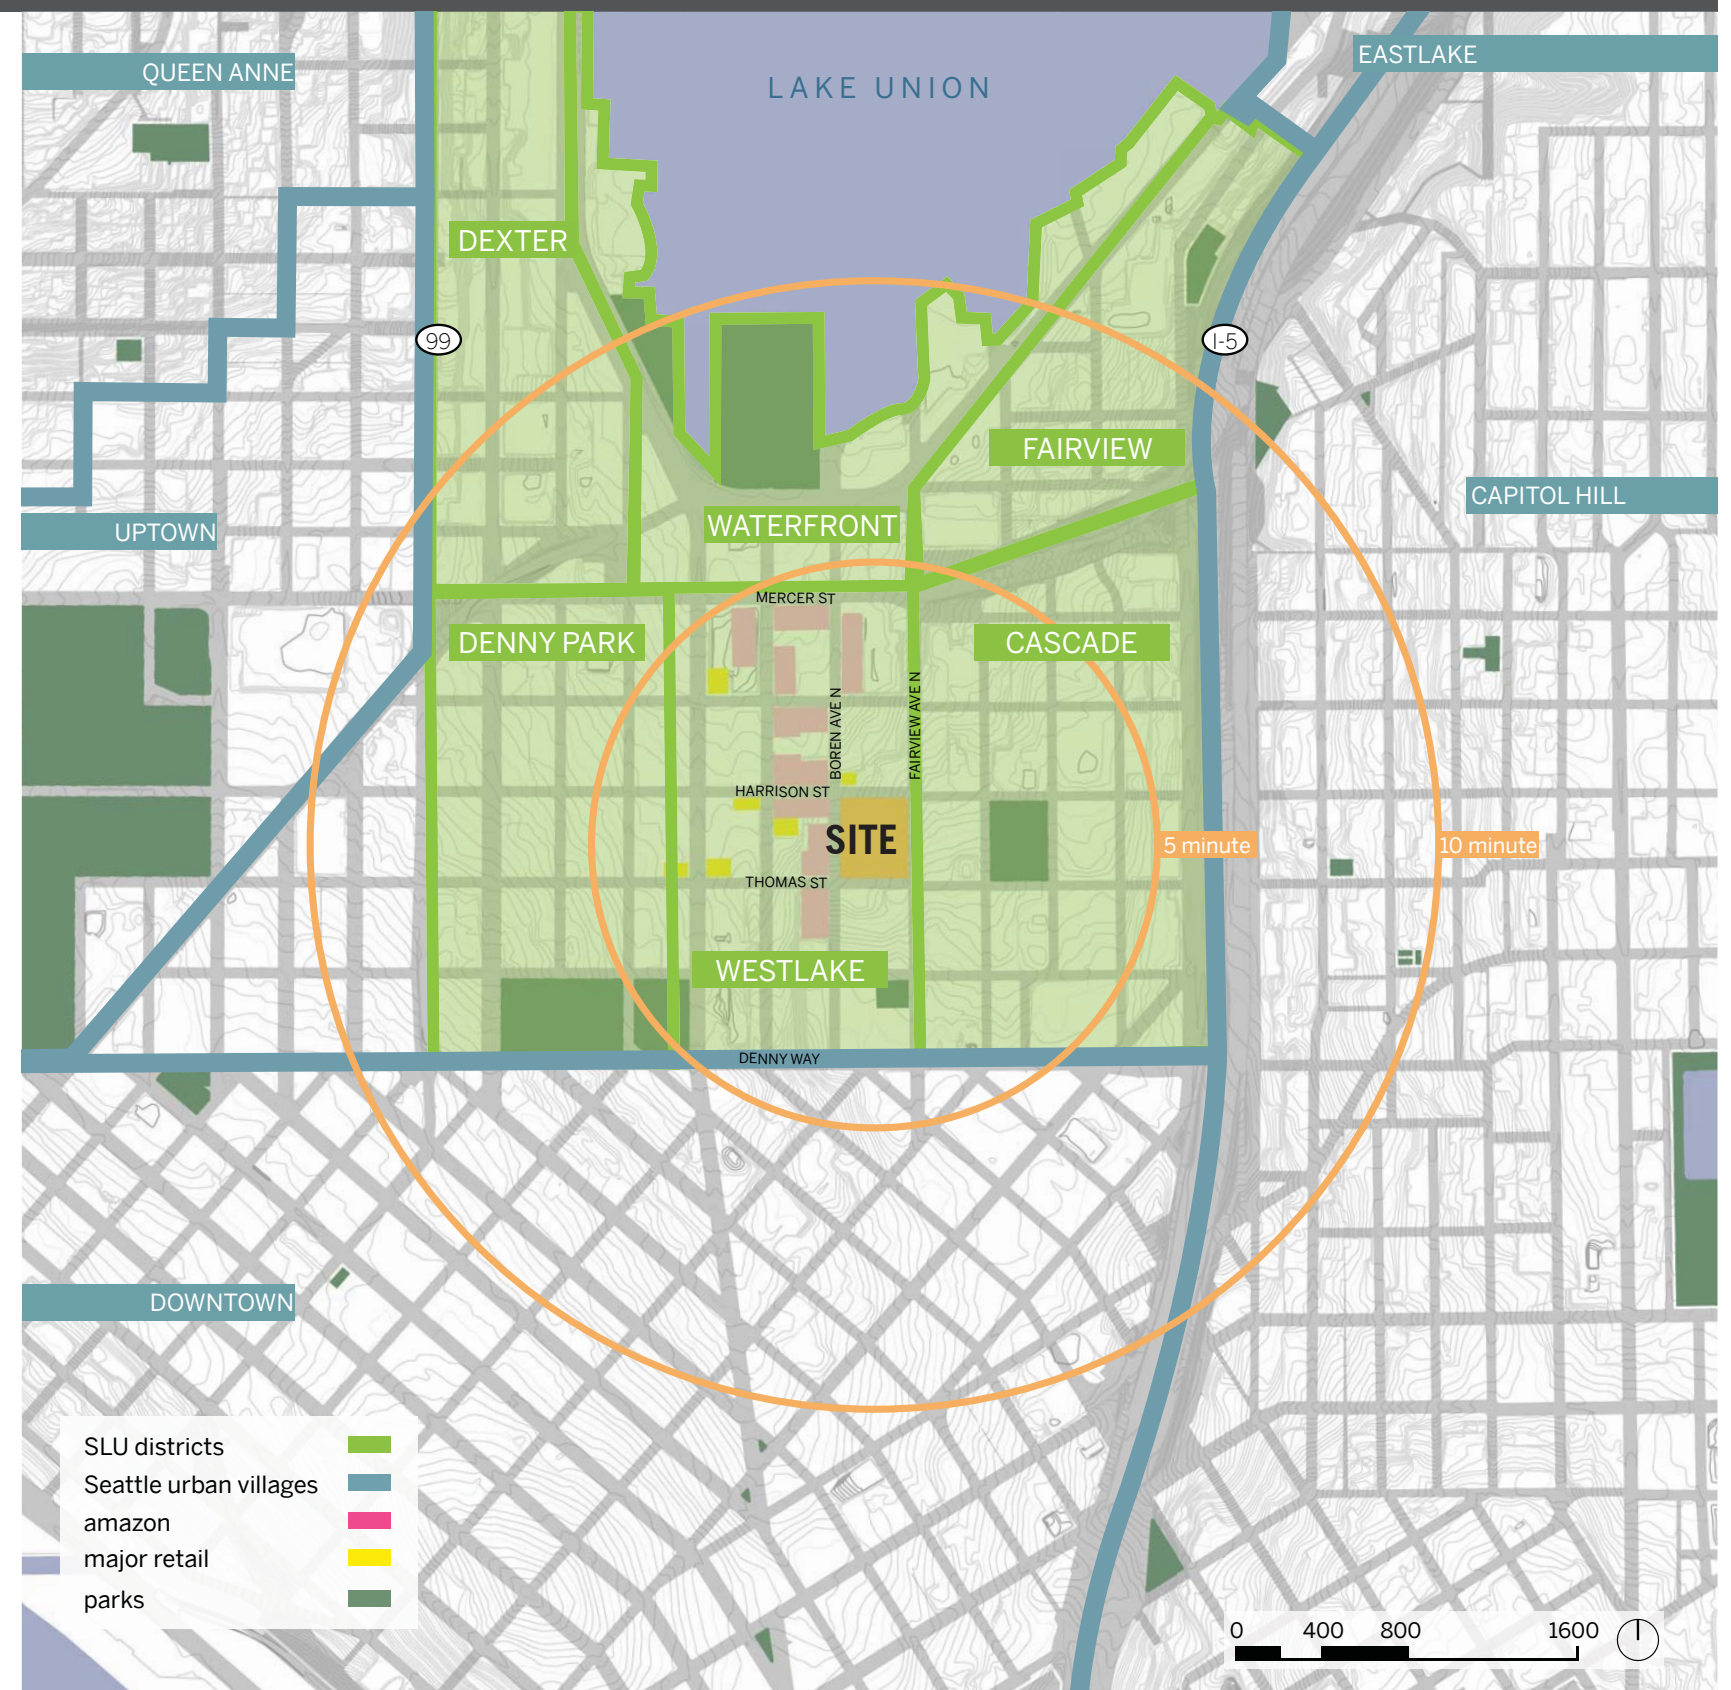 QUEEN ANNE
LAKE UNION
EASTLAKE
DEXTER
99
I-5
FAIRVIEW
CAPITOL HILL
UPTOWN
WATERFRONT
MERCER ST
DENNY PARK
CASCADE
BOREN AVE N
FAIRVIEW AVE N
HARRISON ST
SITE
5 minute
10 minute
THOMAS ST
WESTLAKE
DENNY WAY
DOWNTOWN
SLU districts
Seattle urban villages
amazon
major retail
parks
0 400 800 1600